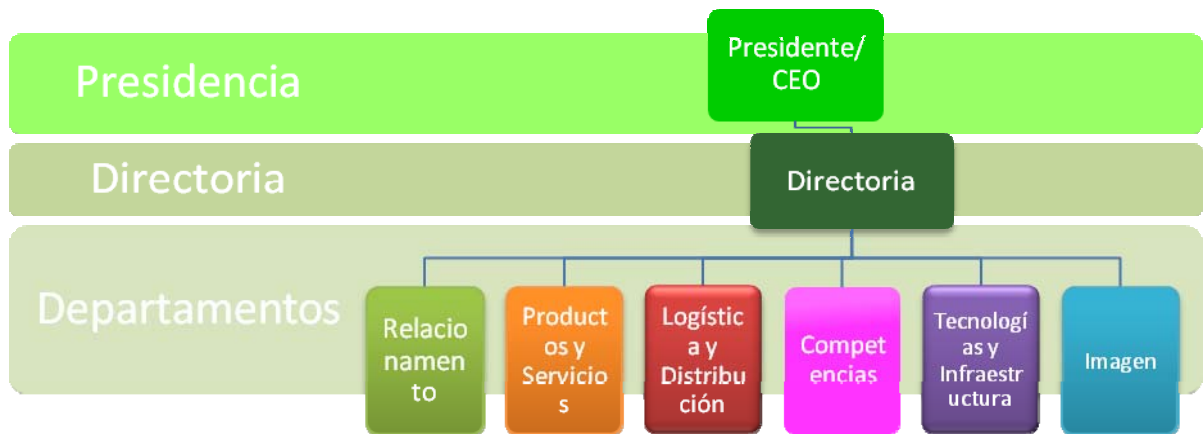 Presidencia
Presidente/
CEO
Directoria
Directoria
Departamentos
Relacio
namen
to
Product
os y
Servicio
s
Logístic
a y
Distribu
ción
Compet
encias
Tecnologí
as y
Infraestr
uctura
Imagen